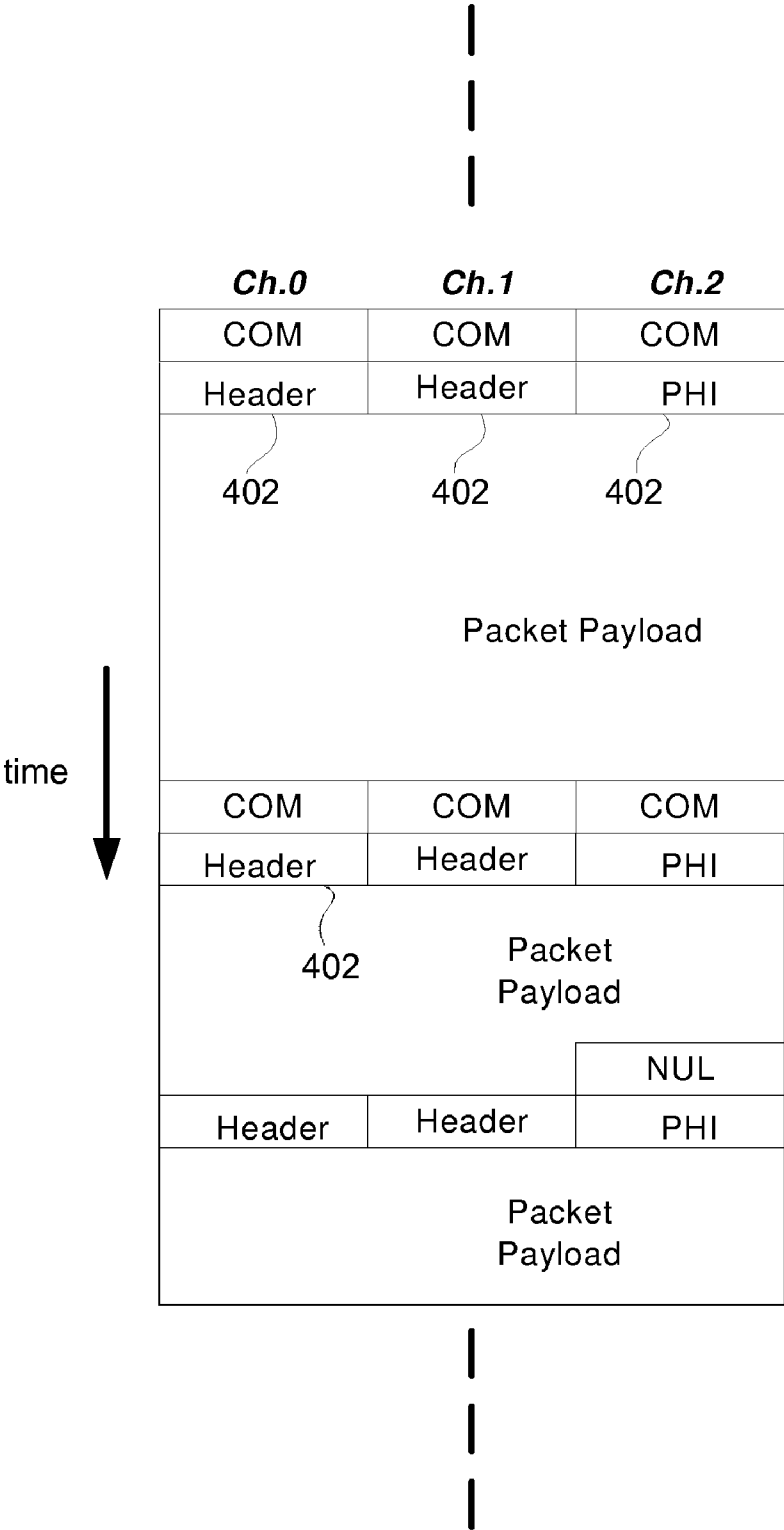 Ch.0 Ch.1 Ch.2
COM COM COM
Header Header PHI
402 402 402
Packet Payload
time
COM COM COM
Header Header PHI
402
Packet
Payload
NUL
Header Header PHI
Packet
Payload